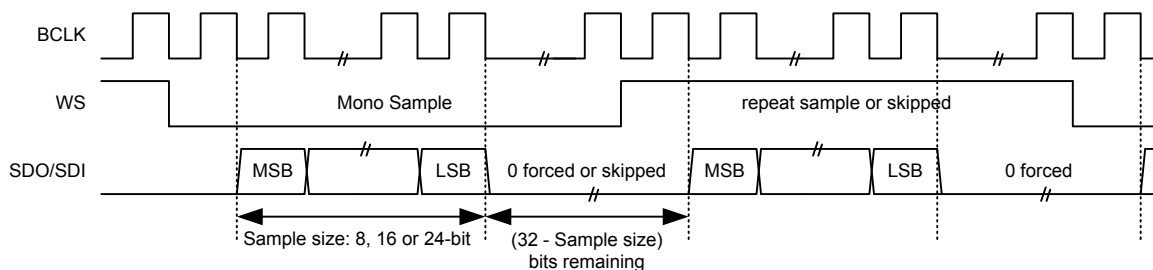 BCLK
WS
Mono Sample
repeat sample or skipped
SDO/SDI
MSB
LSB
0 forced or skipped
MSB
LSB
0 forced
Sample size: 8, 16 or 24-bit
(32 - Sample size)
bits remaining